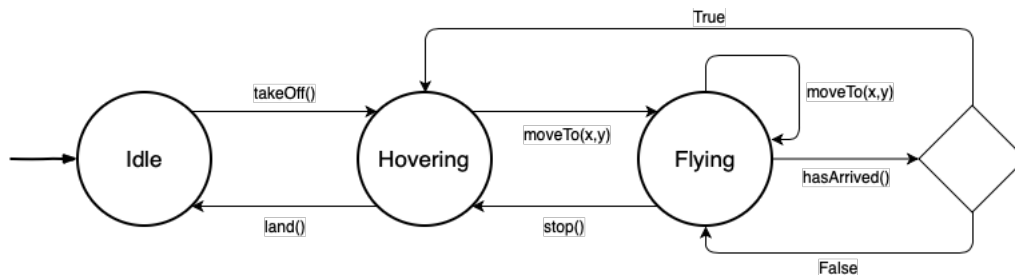 True
takeOff()
moveTo(x,y)
Idle
Hovering
moveTo(x,y)
Flying
hasArrived()
land()
stop()
False